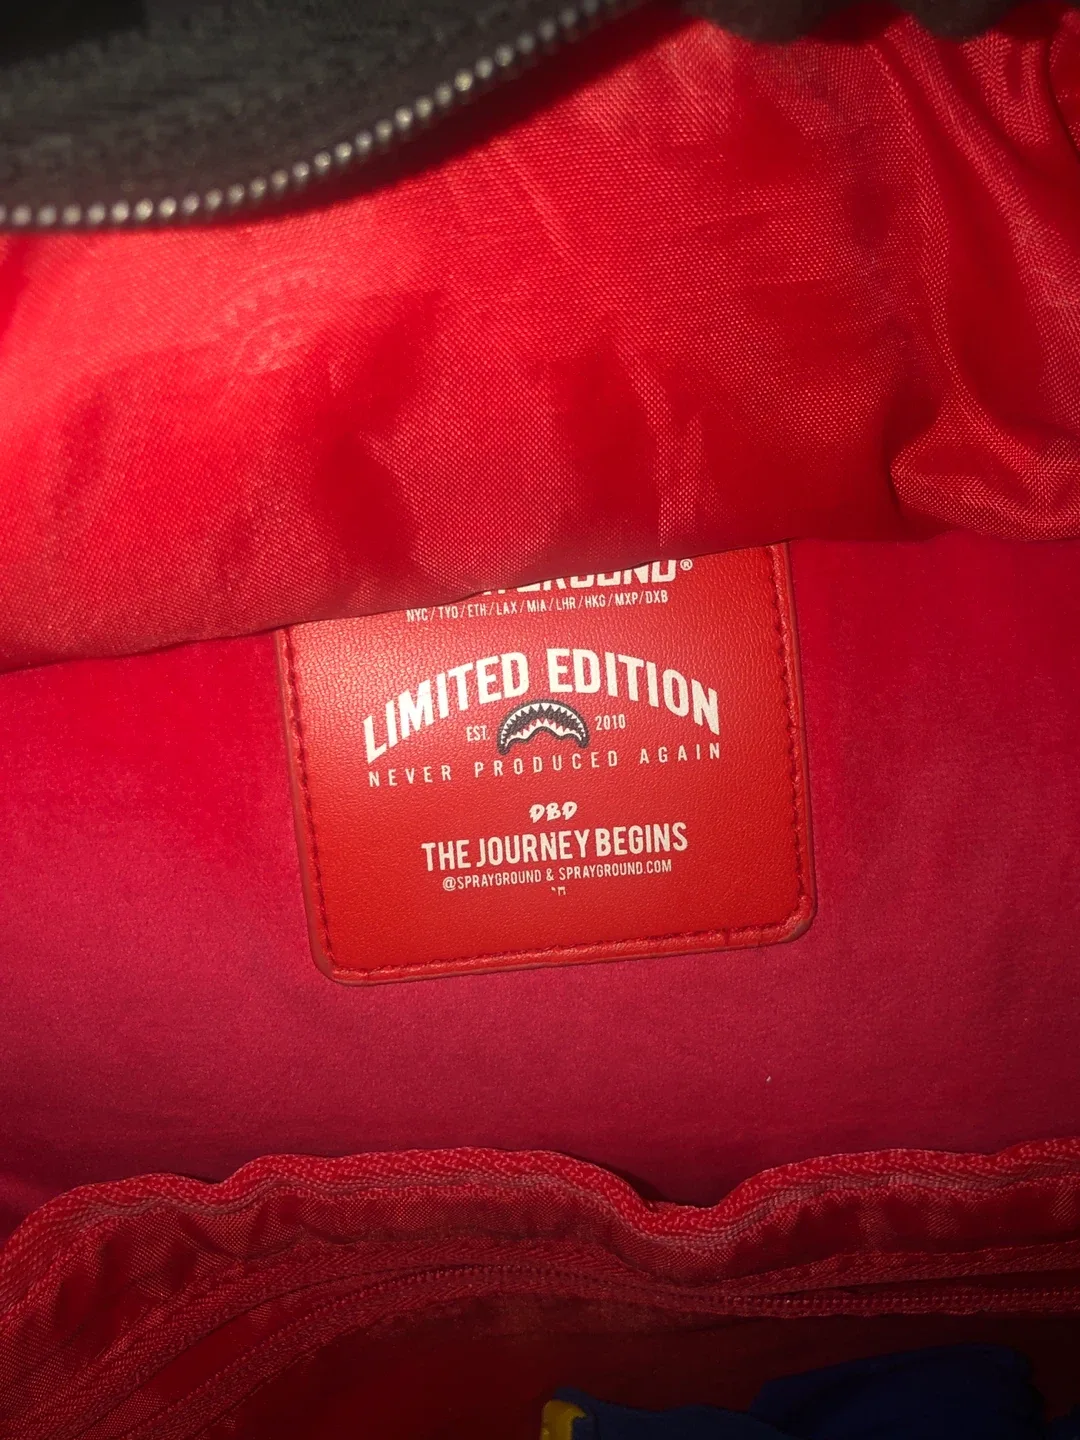 NYC / TYO / ETH / LAX / MIA / LHR / HKG / MXP / DXB
LIMITED EDITION
EST. 2010
NEVER PRODUCED AGAIN
DBD
THE JOURNEY BEGINS
@SPRAYGROUND & SPRAYGROUND.COM